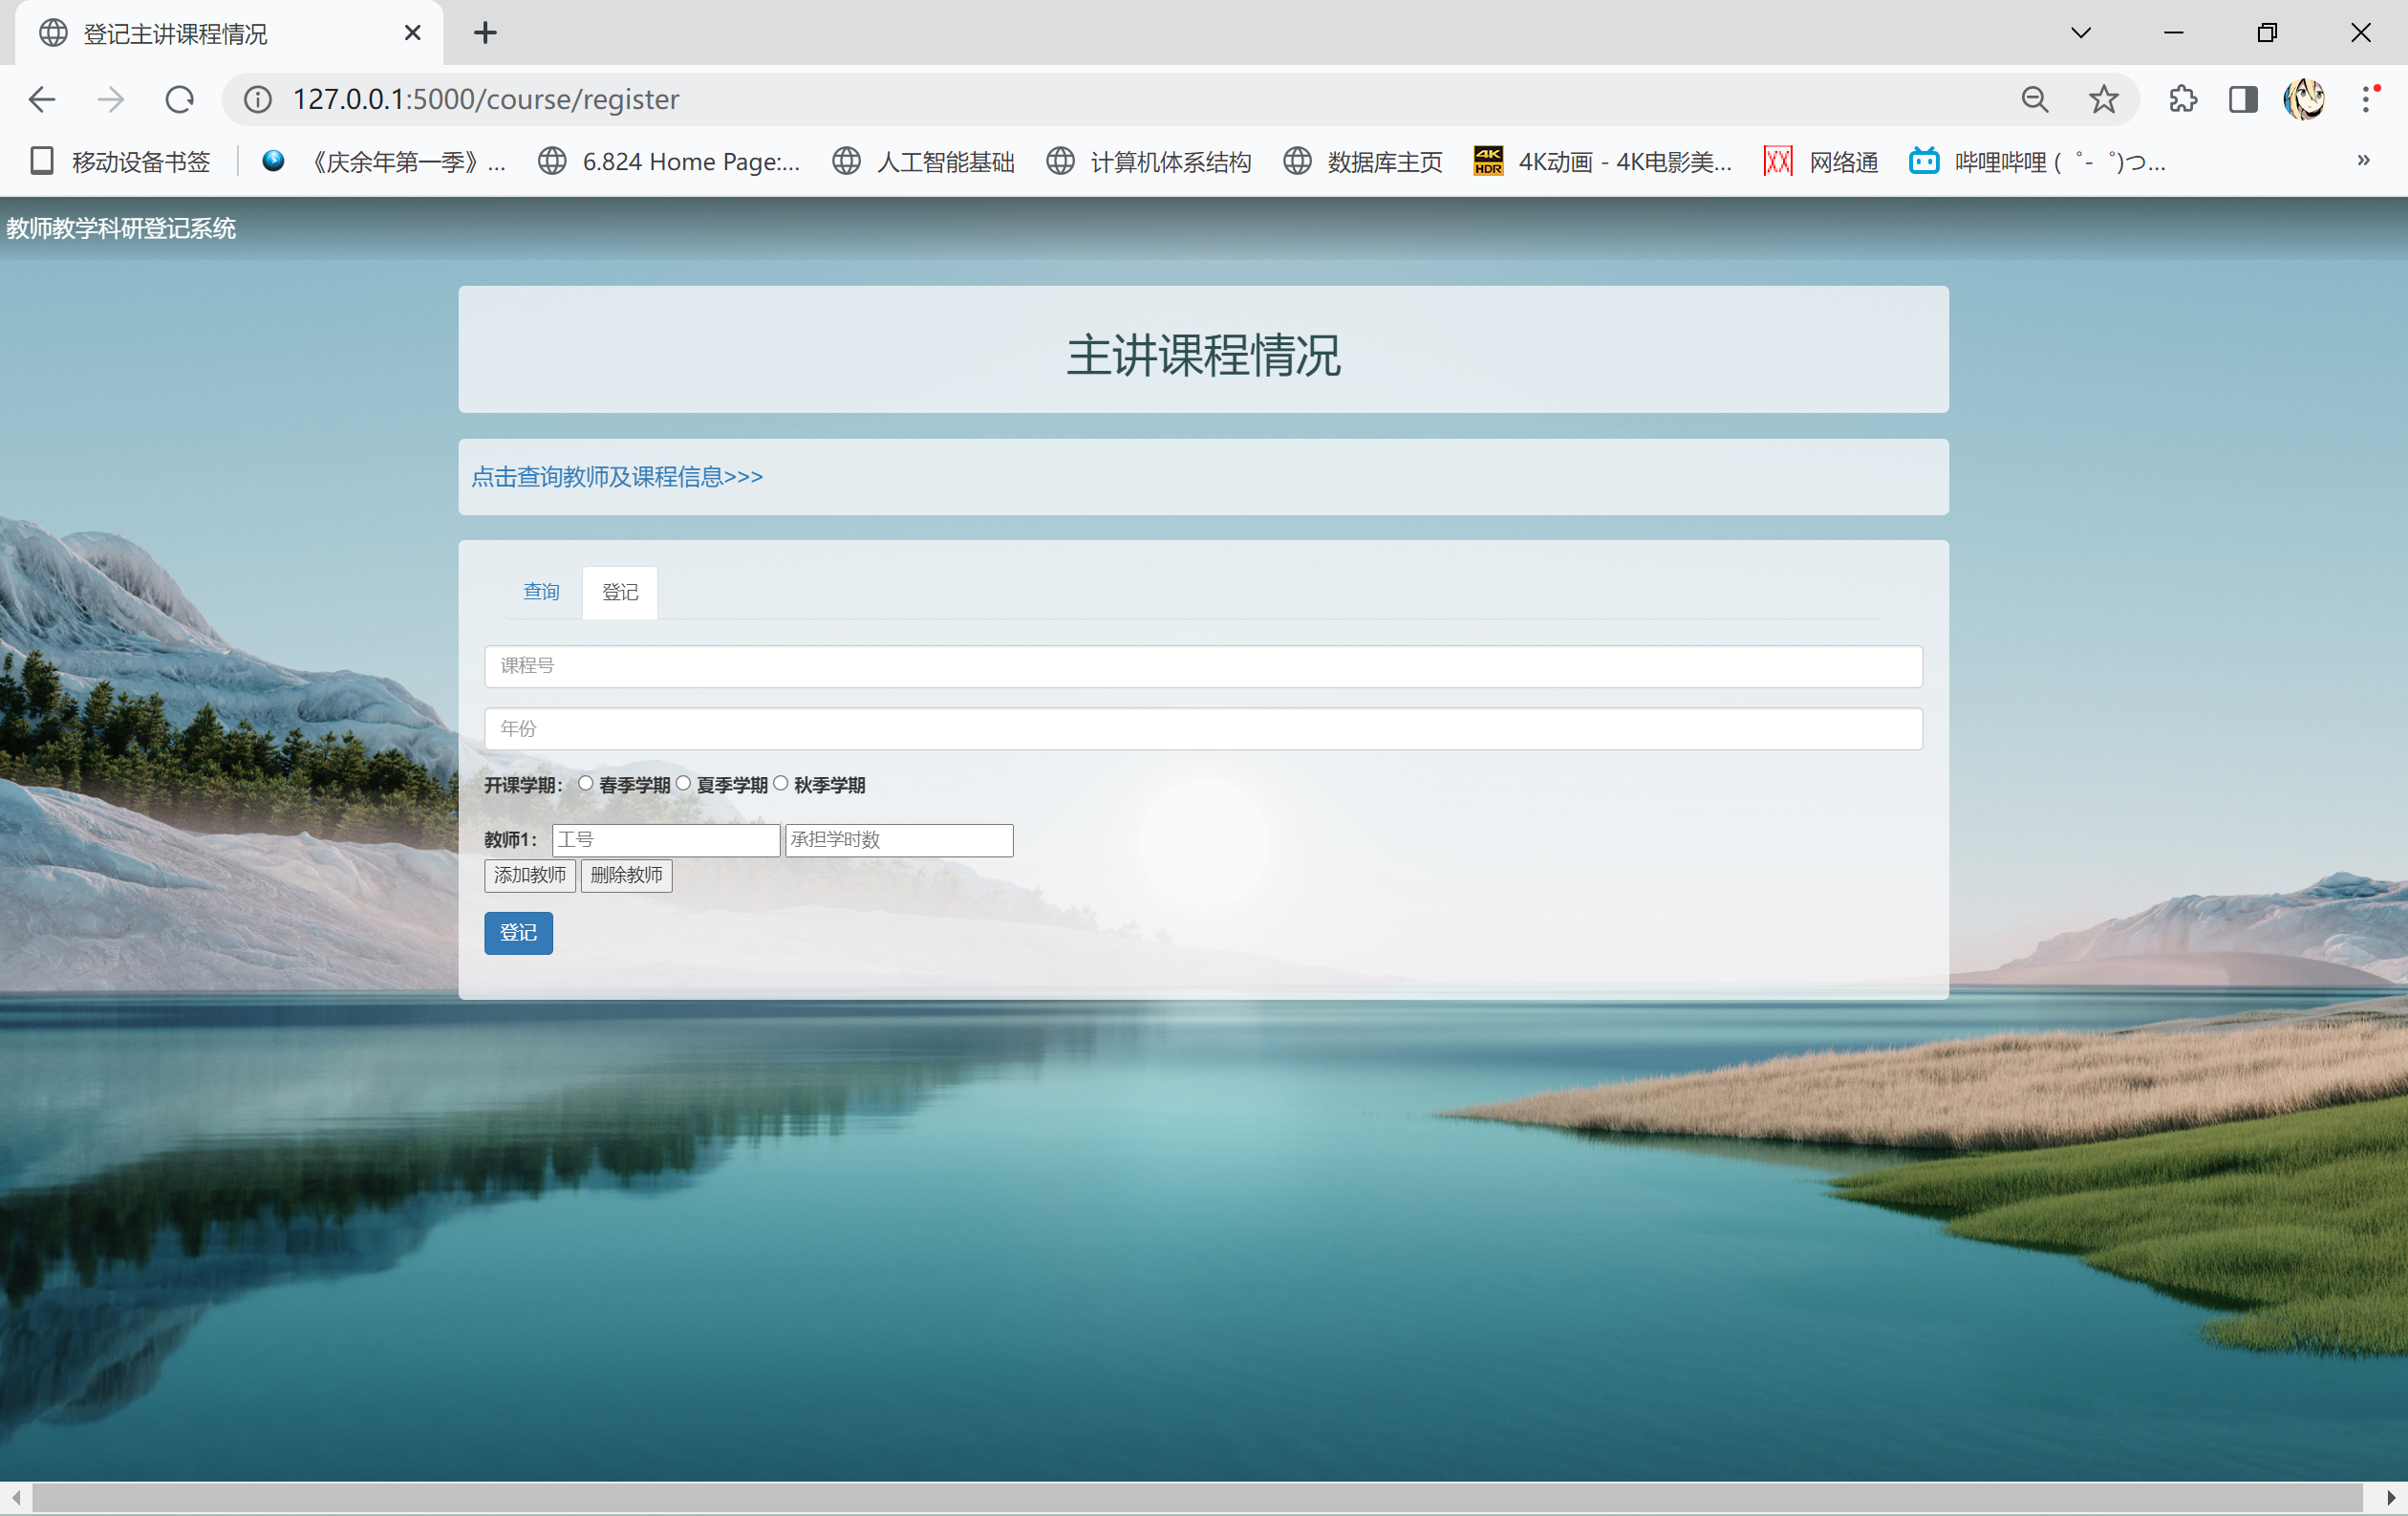 登记主讲课程情况
127.0.0.1:5000/course/register
移动设备书签 《庆余年第一季》... 6.824 Home Page:... 人工智能基础 计算机体系结构 数据库主页 4K HDR 4K动画 - 4K电影美... 网络通 哔哩哔哩 (゜-゜)つ... »
教师教学科研登记系统
主讲课程情况
点击查询教师及课程信息>>>
查询 登记
课程号
年份
开课学期: 春季学期 夏季学期 秋季学期
教师1: 工号 承担学时数
添加教师 删除教师
登记